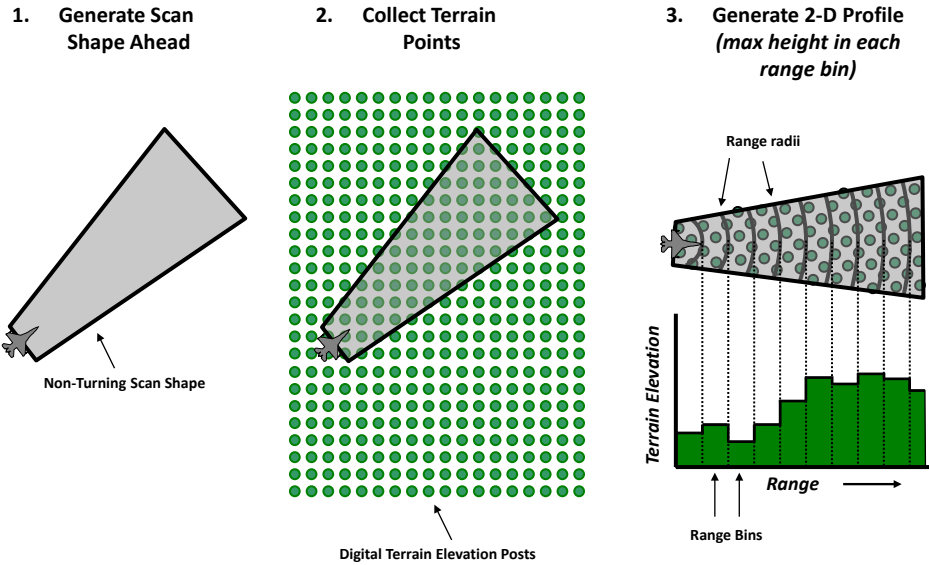 1. Generate Scan
Shape Ahead
Non-Turning Scan Shape
2. Collect Terrain
Points
Digital Terrain Elevation Posts
3. Generate 2-D Profile
(max height in each
range bin)
Range radii
Terrain Elevation
Range
Range Bins